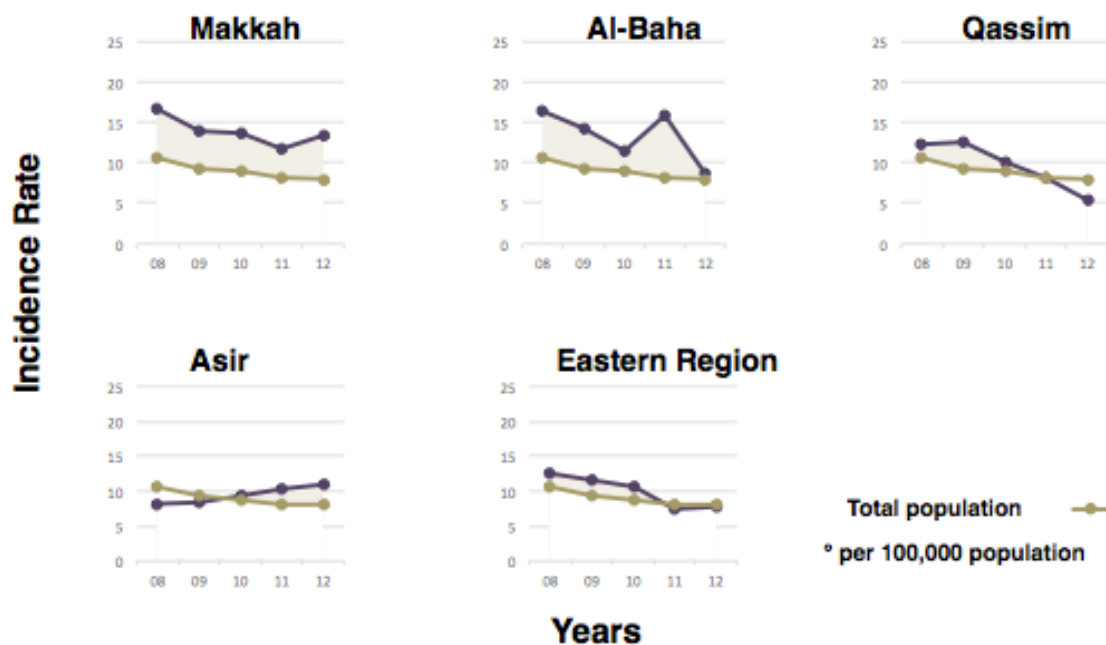 Makkah
Al-Baha
Qassim
25
20
15
10
5
0
08 09 10 11 12
25
20
15
10
5
0
08 09 10 11 12
25
20
15
10
5
0
08 09 10 11 12
Incidence Rate
Asir
Eastern Region
25
20
15
10
5
0
08 09 10 11 12
25
20
15
10
5
0
08 09 10 11 12
Total population
° per 100,000 population
Years